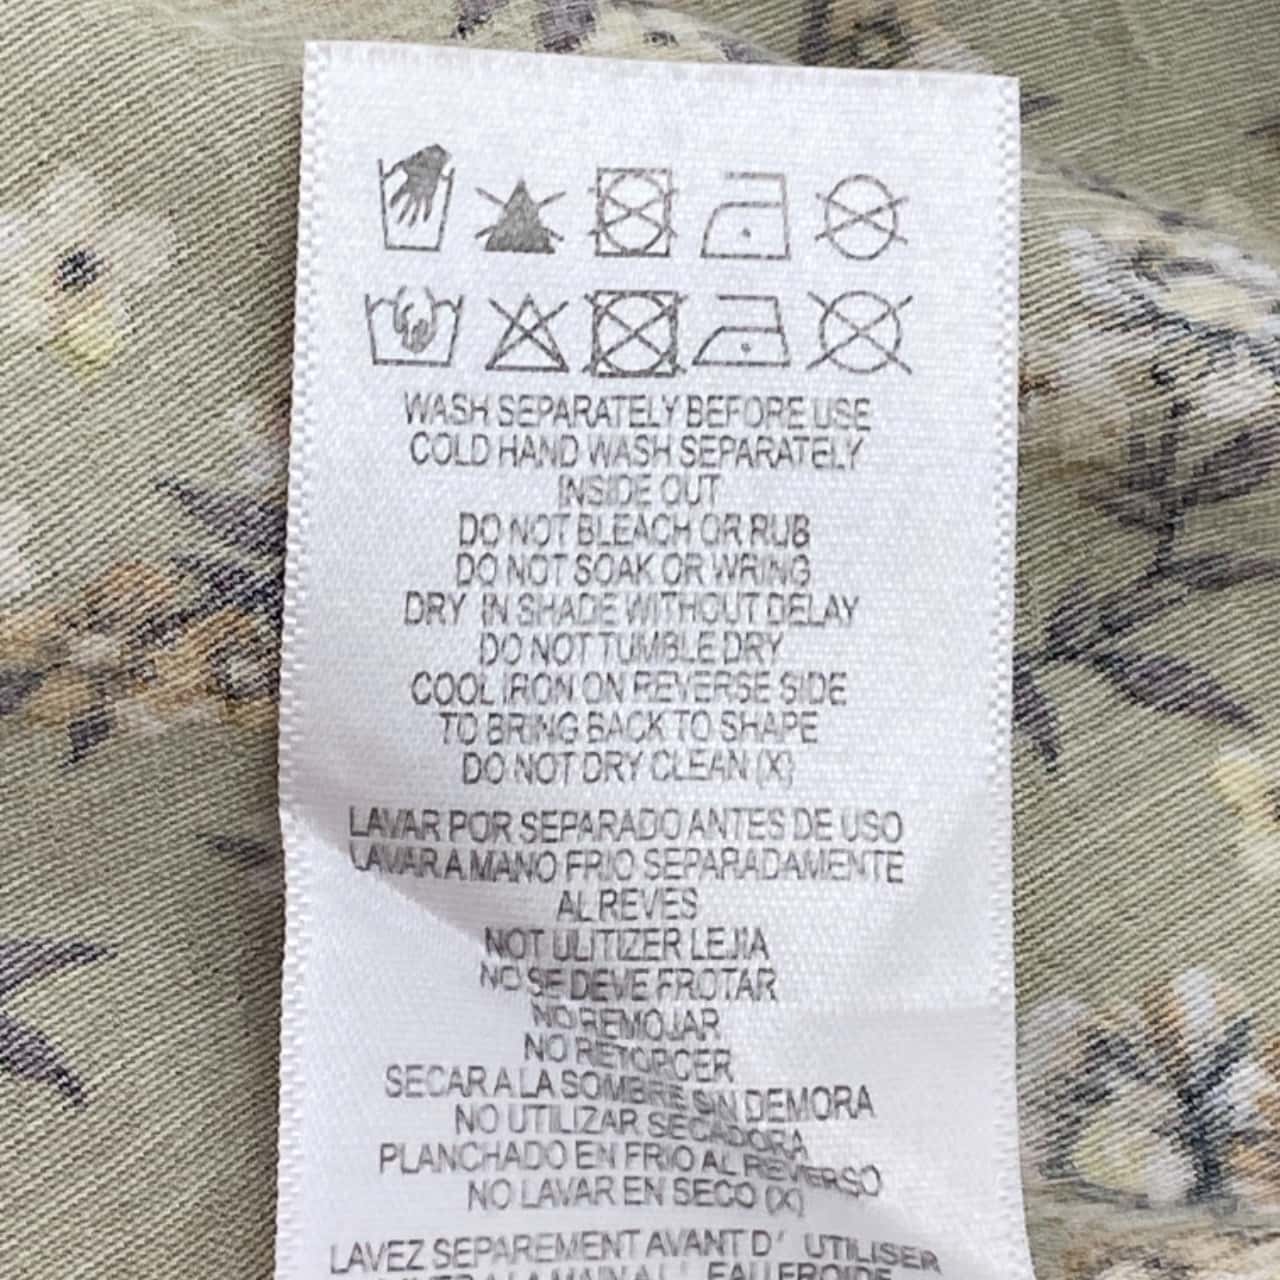 WASH SEPARATELY BEFORE USE
COLD HAND WASH SEPARATELY
INSIDE OUT
DO NOT BLEACH OR RUB
DO NOT SOAK OR WRING
DRY IN SHADE WITHOUT DELAY
DO NOT TUMBLE DRY
COOL IRON ON REVERSE SIDE
TO BRING BACK TO SHAPE
DO NOT DRY CLEAN (X)
LAVAR POR SEPARADO ANTES DE USO
LAVAR A MANO FRIO SEPARADAMENTE
AL REVES
NOT ULITIZER LEJIA
NO SE DEVE FROTAR
NO REMOJAR
NO RETORCER
SECAR A LA SOMBRE SIN DEMORA
NO UTILIZAR SECADORA
PLANCHADO EN FRIO AL REVERSO
NO LAVAR EN SECO (X)
LAVEZ SEPAREMENT AVANT D' UTILISER
A LA MAIN A L' EAU FROIDE